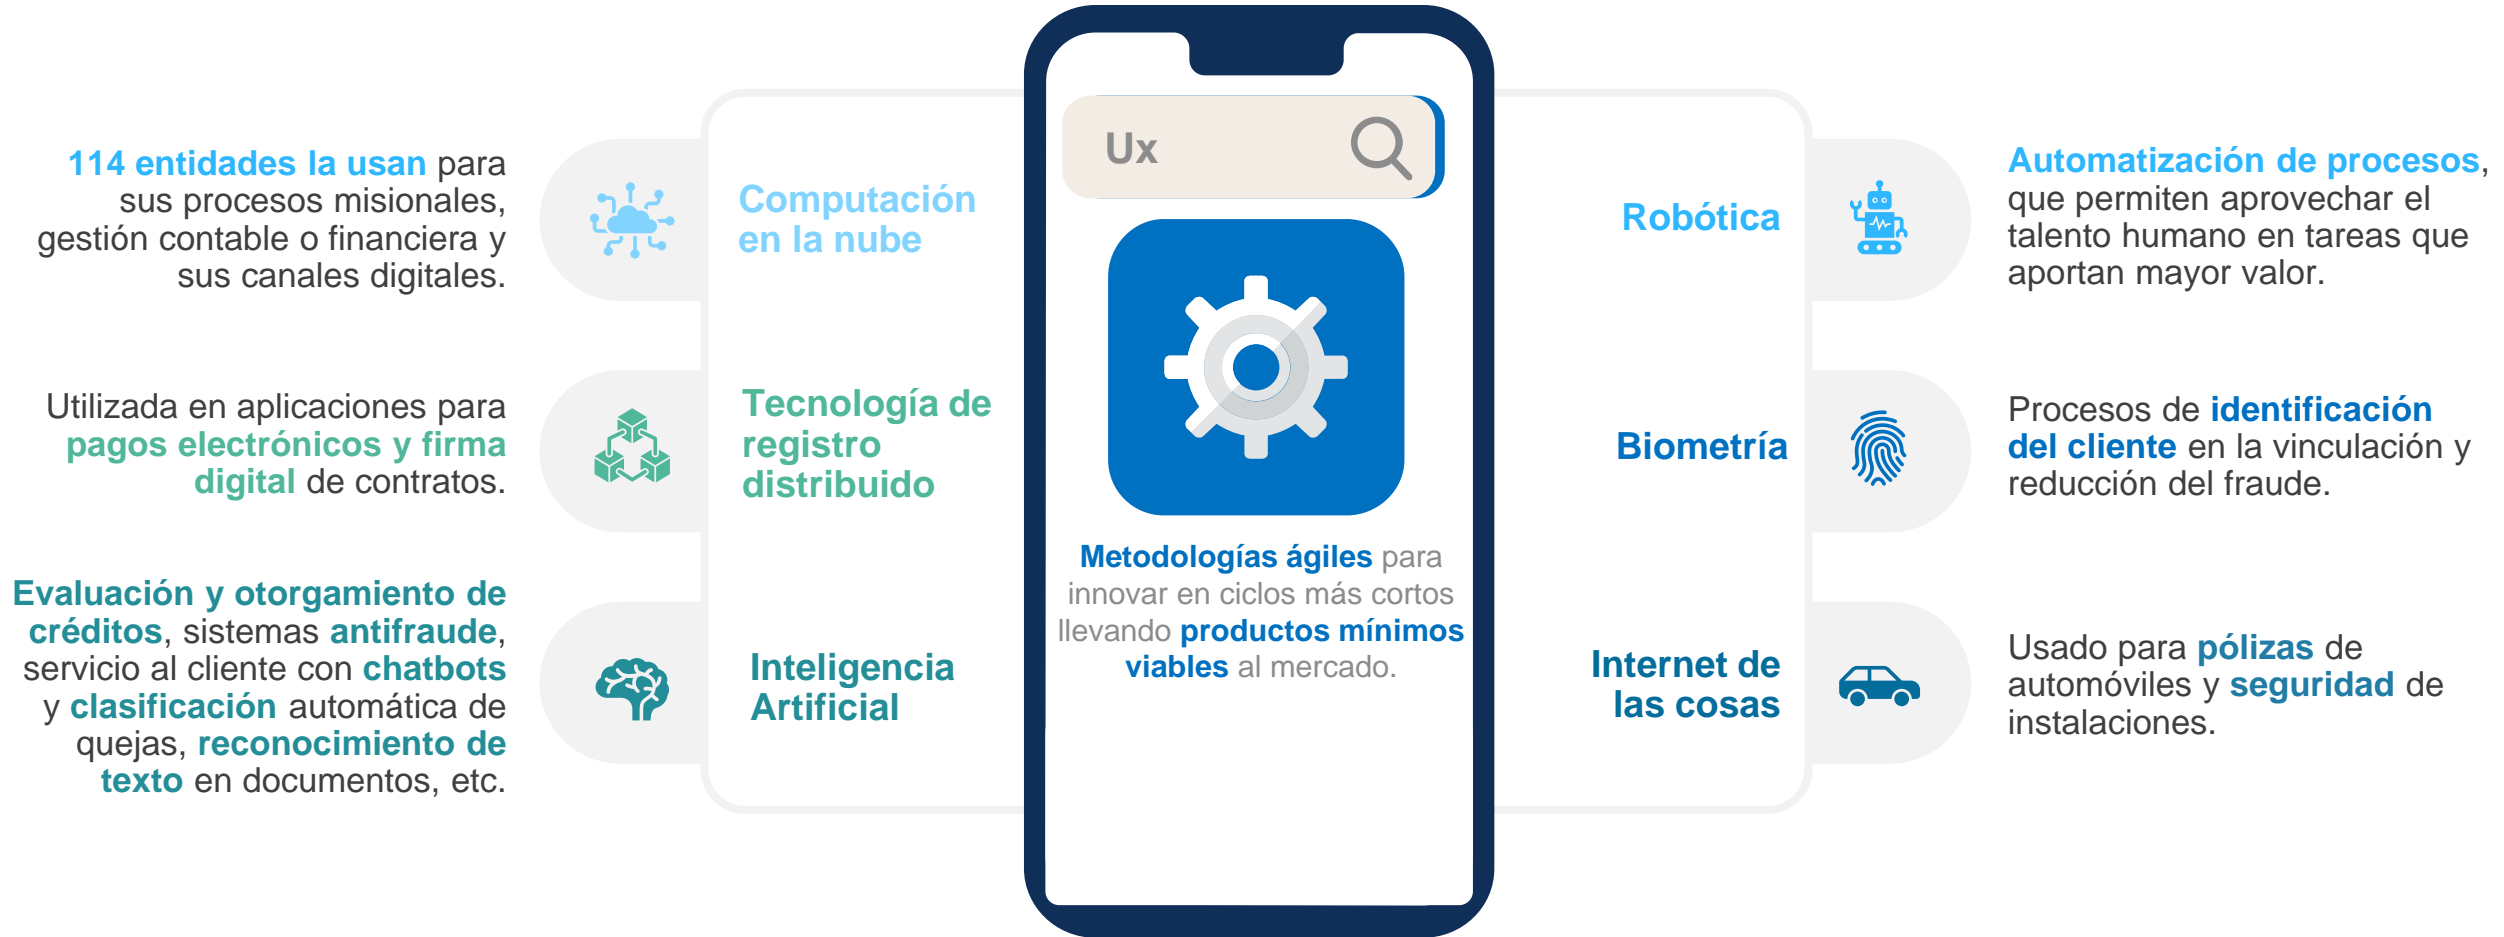 114 entidades la usan para
sus procesos misionales,
gestión contable o financiera y
sus canales digitales.
Computación
en la nube
Utilizada en aplicaciones para
pagos electrónicos y firma
digital de contratos.
Tecnología de
registro
distribuido
Evaluación y otorgamiento de
créditos, sistemas antifraude,
servicio al cliente con chatbots
y clasificación automática de
quejas, reconocimiento de
texto en documentos, etc.
Inteligencia
Artificial
Ux
Metodologías ágiles para
innovar en ciclos más cortos
llevando productos mínimos
viables al mercado.
Robótica
Automatización de procesos,
que permiten aprovechar el
talento humano en tareas que
aportan mayor valor.
Biometría
Procesos de identificación
del cliente en la vinculación y
reducción del fraude.
Internet de
las cosas
Usado para pólizas de
automóviles y seguridad de
instalaciones.